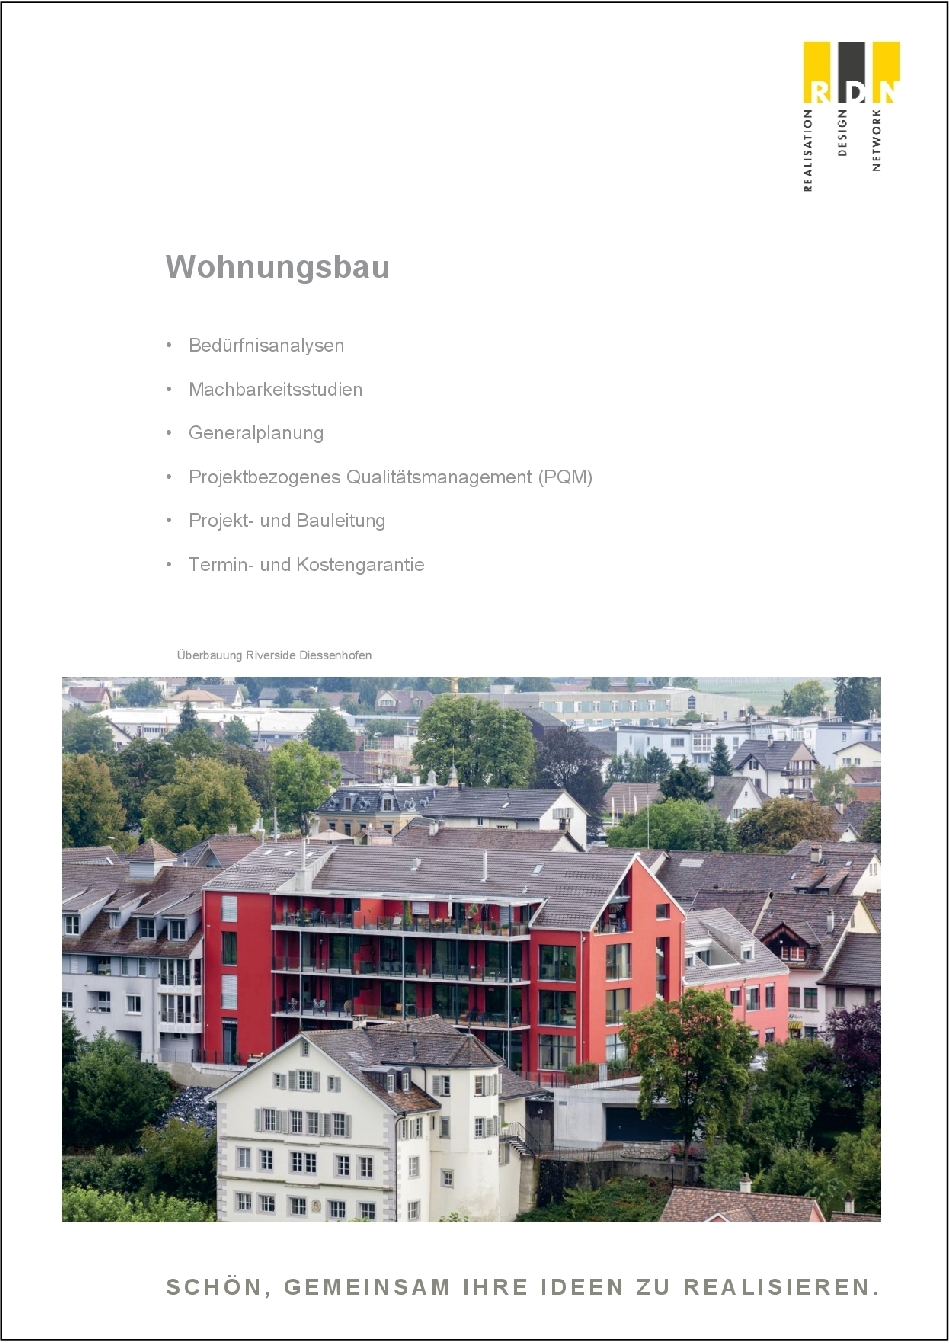 RDN
REALISATION
DESIGN
NETWORK
Wohnungsbau
• Bedürfnisanalysen
• Machbarkeitsstudien
• Generalplanung
• Projektbezogenes Qualitätsmanagement (PQM)
• Projekt- und Bauleitung
• Termin- und Kostengarantie
Überbauung Riverside Diessenhofen
SCHÖN, GEMEINSAM IHRE IDEEN ZU REALISIEREN.